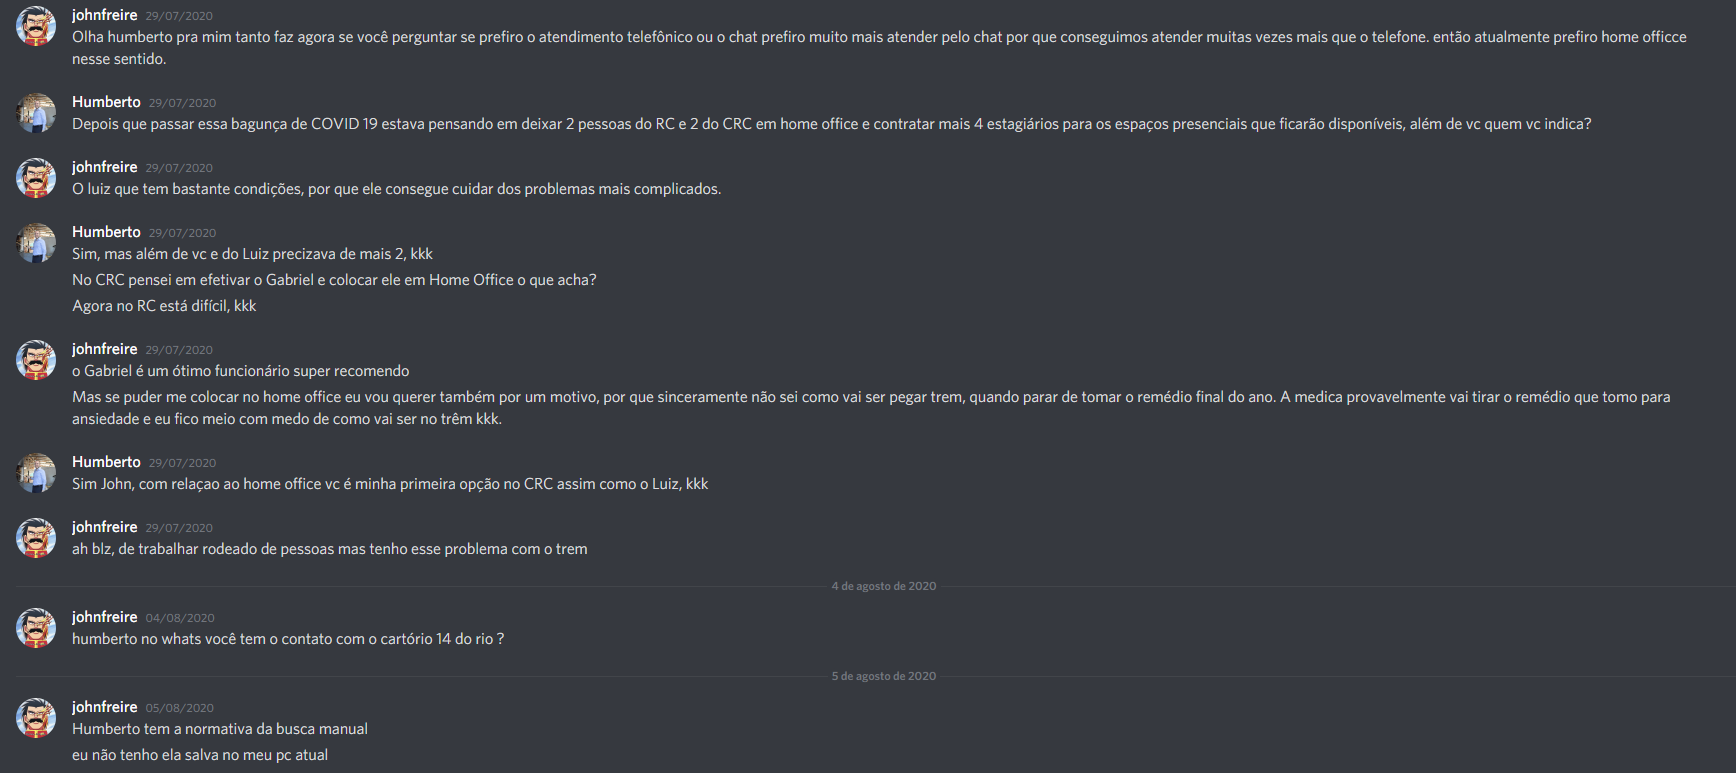 johnfreire 29/07/2020
Olha humberto pra mim tanto faz agora se você perguntar se prefiro o atendimento telefônico ou o chat prefiro muito mais atender pelo chat por que conseguimos atender muitas vezes mais que o telefone. então atualmente prefiro home officce
nesse sentido.
Humberto 29/07/2020
Depois que passar essa bagunça de COVID 19 estava pensando em deixar 2 pessoas do RC e 2 do CRC em home office e contratar mais 4 estagiários para os espaços presenciais que ficarão disponíveis, além de vc quem vc indica?
johnfreire 29/07/2020
O luiz que tem bastante condições, por que ele consegue cuidar dos problemas mais complicados.
Humberto 29/07/2020
Sim, mas além de vc e do Luiz precizava de mais 2, kkk
No CRC pensei em efetivar o Gabriel e colocar ele em Home Office o que acha?
Agora no RC está difícil, kkk
johnfreire 29/07/2020
o Gabriel é um ótimo funcionário super recomendo
Mas se puder me colocar no home office eu vou querer também por um motivo, por que sinceramente não sei como vai ser pegar trem, quando parar de tomar o remédio final do ano. A medica provavelmente vai tirar o remédio que tomo para
ansiedade e eu fico meio com medo de como vai ser no trêm kkk.
Humberto 29/07/2020
Sim John, com relaçao ao home office vc é minha primeira opção no CRC assim como o Luiz, kkk
johnfreire 29/07/2020
ah blz, de trabalhar rodeado de pessoas mas tenho esse problema com o trem
4 de agosto de 2020
johnfreire 04/08/2020
humberto no whats você tem o contato com o cartório 14 do rio ?
5 de agosto de 2020
johnfreire 05/08/2020
Humberto tem a normativa da busca manual
eu não tenho ela salva no meu pc atual